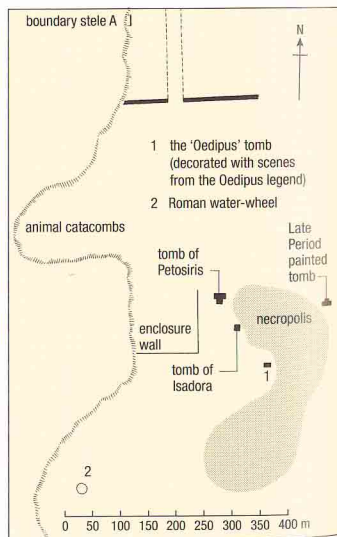 boundary stele A
N
1 the 'Oedipus' tomb
(decorated with scenes
from the Oedipus legend)
2 Roman water-wheel
animal catacombs
tomb of
Petosiris
Late
Period
painted
tomb
necropolis
enclosure
wall
tomb of
Isadora
1
2
0 50 100 150 200 250 300 400 m